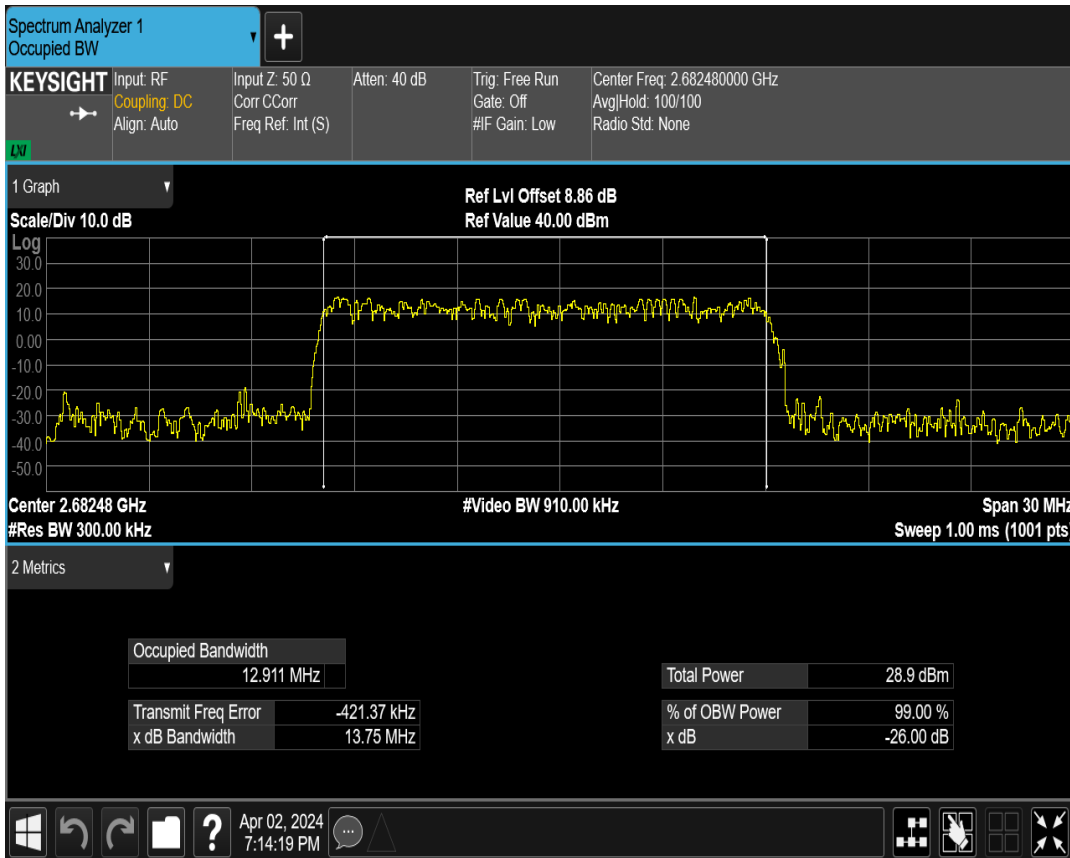 Spectrum Analyzer 1
Occupied BW
+
KEYSIGHT
LXI
Input: RF
Coupling: DC
Align: Auto
Input Z: 50 Ω
Corr CCorr
Freq Ref: Int (S)
Atten: 40 dB
Trig: Free Run
Gate: Off
#IF Gain: Low
Center Freq: 2.682480000 GHz
Avg|Hold: 100/100
Radio Std: None
1 Graph
Scale/Div 10.0 dB
Ref Lvl Offset 8.86 dB
Ref Value 40.00 dBm
Log
30.0
20.0
10.0
0.00
-10.0
-20.0
-30.0
-40.0
-50.0
Center 2.68248 GHz
#Video BW 910.00 kHz
Span 30 MHz
#Res BW 300.00 kHz
Sweep 1.00 ms (1001 pts)
2 Metrics
Occupied Bandwidth
12.911 MHz
Total Power 28.9 dBm
Transmit Freq Error -421.37 kHz
% of OBW Power 99.00 %
x dB Bandwidth 13.75 MHz
x dB -26.00 dB
?
Apr 02, 2024
7:14:19 PM